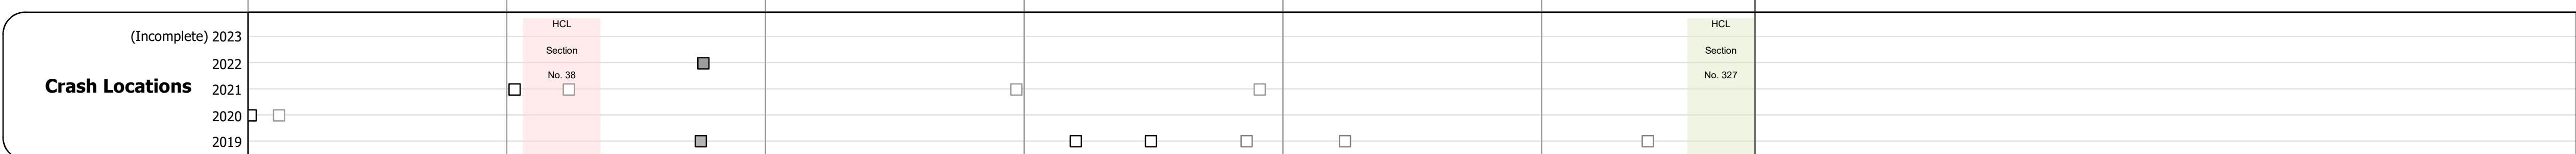 HCL
HCL
(Incomplete) 2023
Section
Section
2022
No. 38
No. 327
Crash Locations
2021
2020
2019